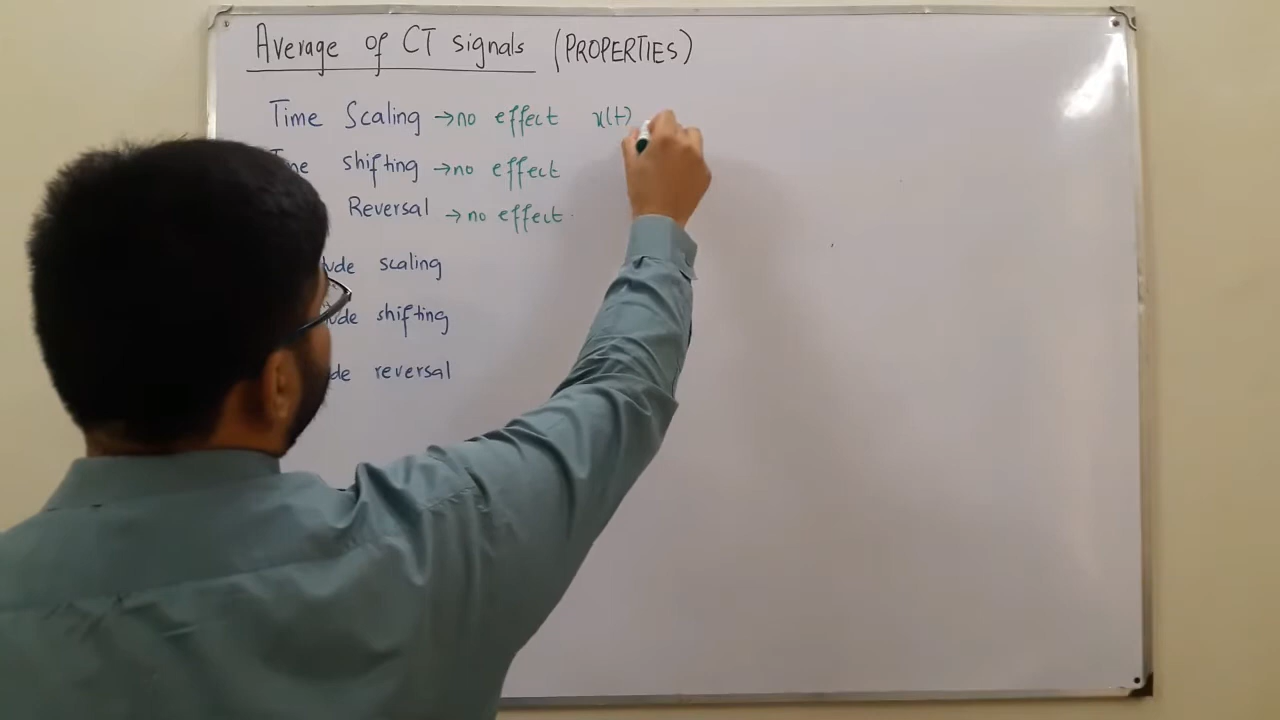 Average of CT signals (PROPERTIES)
Time Scaling → no effect x(t)
shifting → no effect
Reversal → no effect
scaling
shifting
reversal